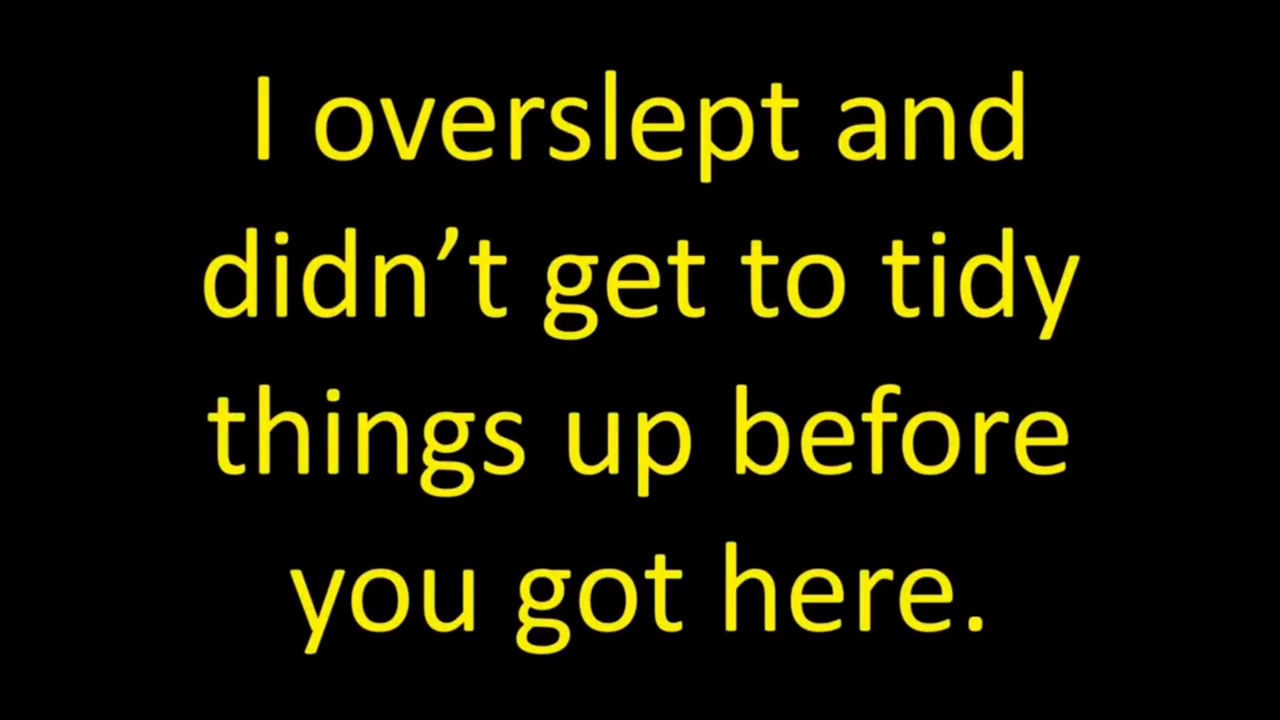 I overslept and
didn’t get to tidy
things up before
you got here.